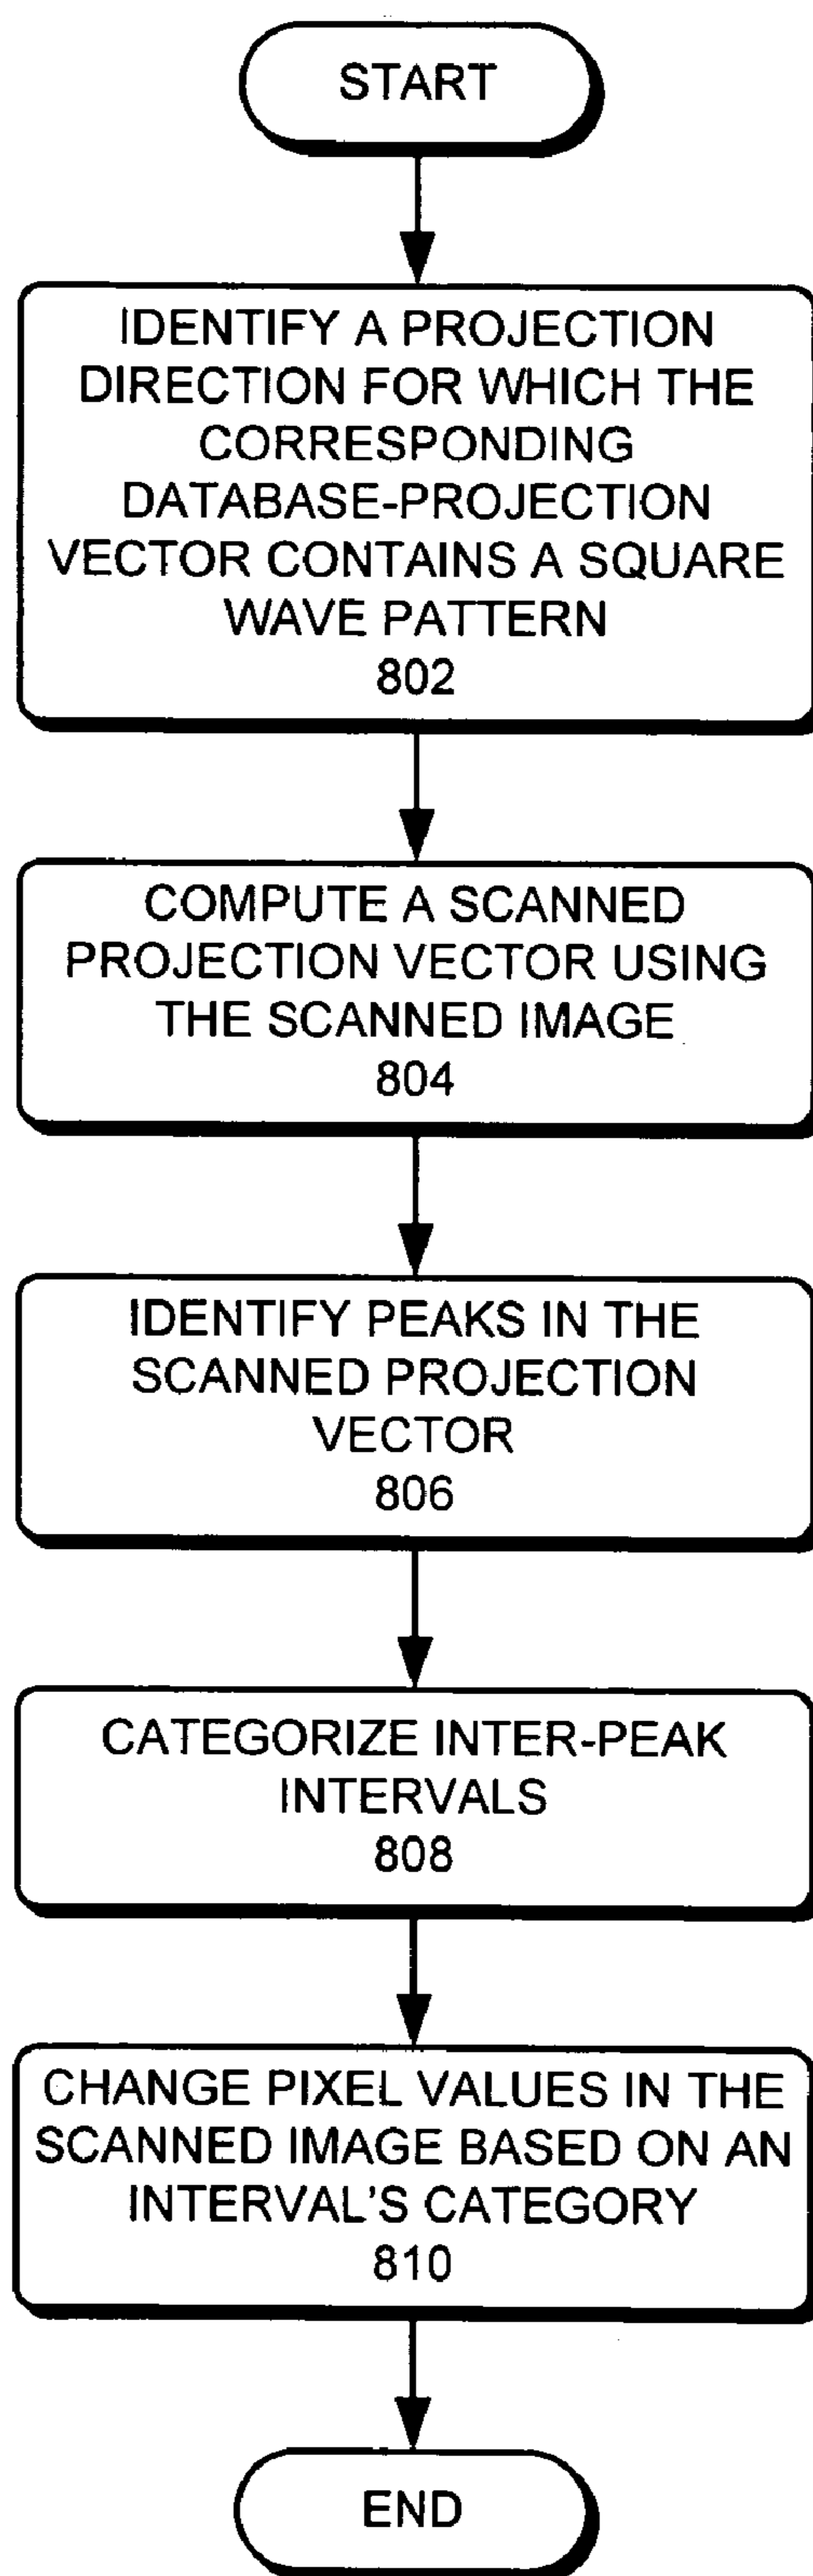 START
IDENTIFY A PROJECTION
DIRECTION FOR WHICH THE
CORRESPONDING
DATABASE-PROJECTION
VECTOR CONTAINS A SQUARE
WAVE PATTERN
802
COMPUTE A SCANNED
PROJECTION VECTOR USING
THE SCANNED IMAGE
804
IDENTIFY PEAKS IN THE
SCANNED PROJECTION
VECTOR
806
CATEGORIZE INTER-PEAK
INTERVALS
808
CHANGE PIXEL VALUES IN THE
SCANNED IMAGE BASED ON AN
INTERVAL'S CATEGORY
810
END